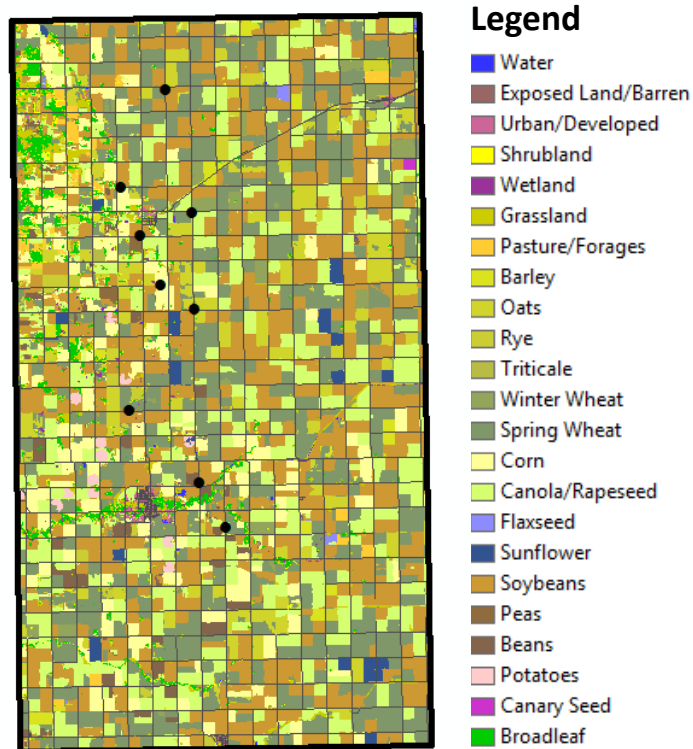 Legend
Water
Exposed Land/Barren
Urban/Developed
Shrubland
Wetland
Grassland
Pasture/Forages
Barley
Oats
Rye
Triticale
Winter Wheat
Spring Wheat
Corn
Canola/Rapeseed
Flaxseed
Sunflower
Soybeans
Peas
Beans
Potatoes
Canary Seed
Broadleaf